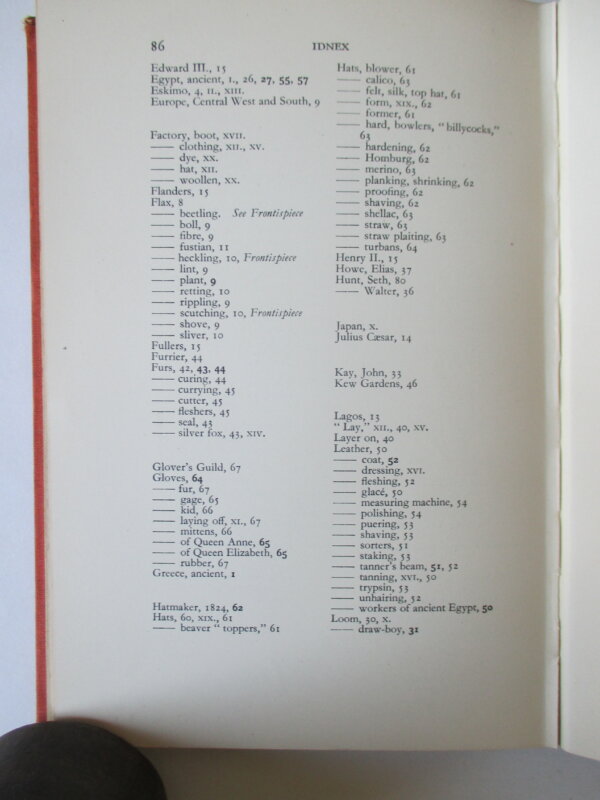 86
IDNEX
Edward III., 15
Egypt, ancient, 1., 26, 27, 55, 57
Eskimo, 4, II., XIII.
Europe, Central West and South, 9
Factory, boot, XVII.
—— clothing, XII., XV.
—— dye, XX.
—— hat, XII.
—— woollen, XX.
Flanders, 15
Flax, 8
—— beetling. See Frontispiece
—— boll, 9
—— fibre, 9
—— fustian, 11
—— heckling, 10, Frontispiece
—— lint, 9
—— plant, 9
—— retting, 10
—— rippling, 9
—— scutching, 10, Frontispiece
—— shove, 9
—— sliver, 10
Fullers, 15
Furrier, 44
Furs, 42, 43, 44
—— curing, 44
—— currying, 45
—— cutter, 45
—— fleshers, 45
—— seal, 43
—— silver fox, 43, XIV.
Glover's Guild, 67
Gloves, 64
—— fur, 67
—— gage, 65
—— kid, 66
—— laying off, XI., 67
—— mittens, 66
—— of Queen Anne, 65
—— of Queen Elizabeth, 65
—— rubber, 67
Greece, ancient, 1
Hatmaker, 1824, 62
Hats, 60, XIX., 61
—— beaver “ toppers,” 61
Hats, blower, 61
—— calico, 63
—— felt, silk, top hat, 61
—— form, XIX., 62
—— former, 61
—— hard, bowlers, “ billycocks,”
63
—— hardening, 62
—— Homburg, 62
—— merino, 63
—— planking, shrinking, 62
—— proofing, 62
—— shaving, 62
—— shellac, 63
—— straw, 63
—— straw plaiting, 63
—— turbans, 64
Henry II., 15
Howe, Elias, 37
Hunt, Seth, 80
—— Walter, 36
Japan, X.
Julius Cæsar, 14
Kay, John, 33
Kew Gardens, 46
Lagos, 13
“ Lay,” XII., 40, XV.
Layer on, 40
Leather, 50
—— coat, 52
—— dressing, XVI.
—— fleshing, 52
—— glacé, 50
—— measuring machine, 54
—— polishing, 54
—— puering, 53
—— shaving, 53
—— sorters, 51
—— staking, 53
—— tanner's beam, 51, 52
—— tanning, XVI., 50
—— trypsin, 53
—— unhairing, 52
—— workers of ancient Egypt, 50
Loom, 30, X.
—— draw-boy, 31